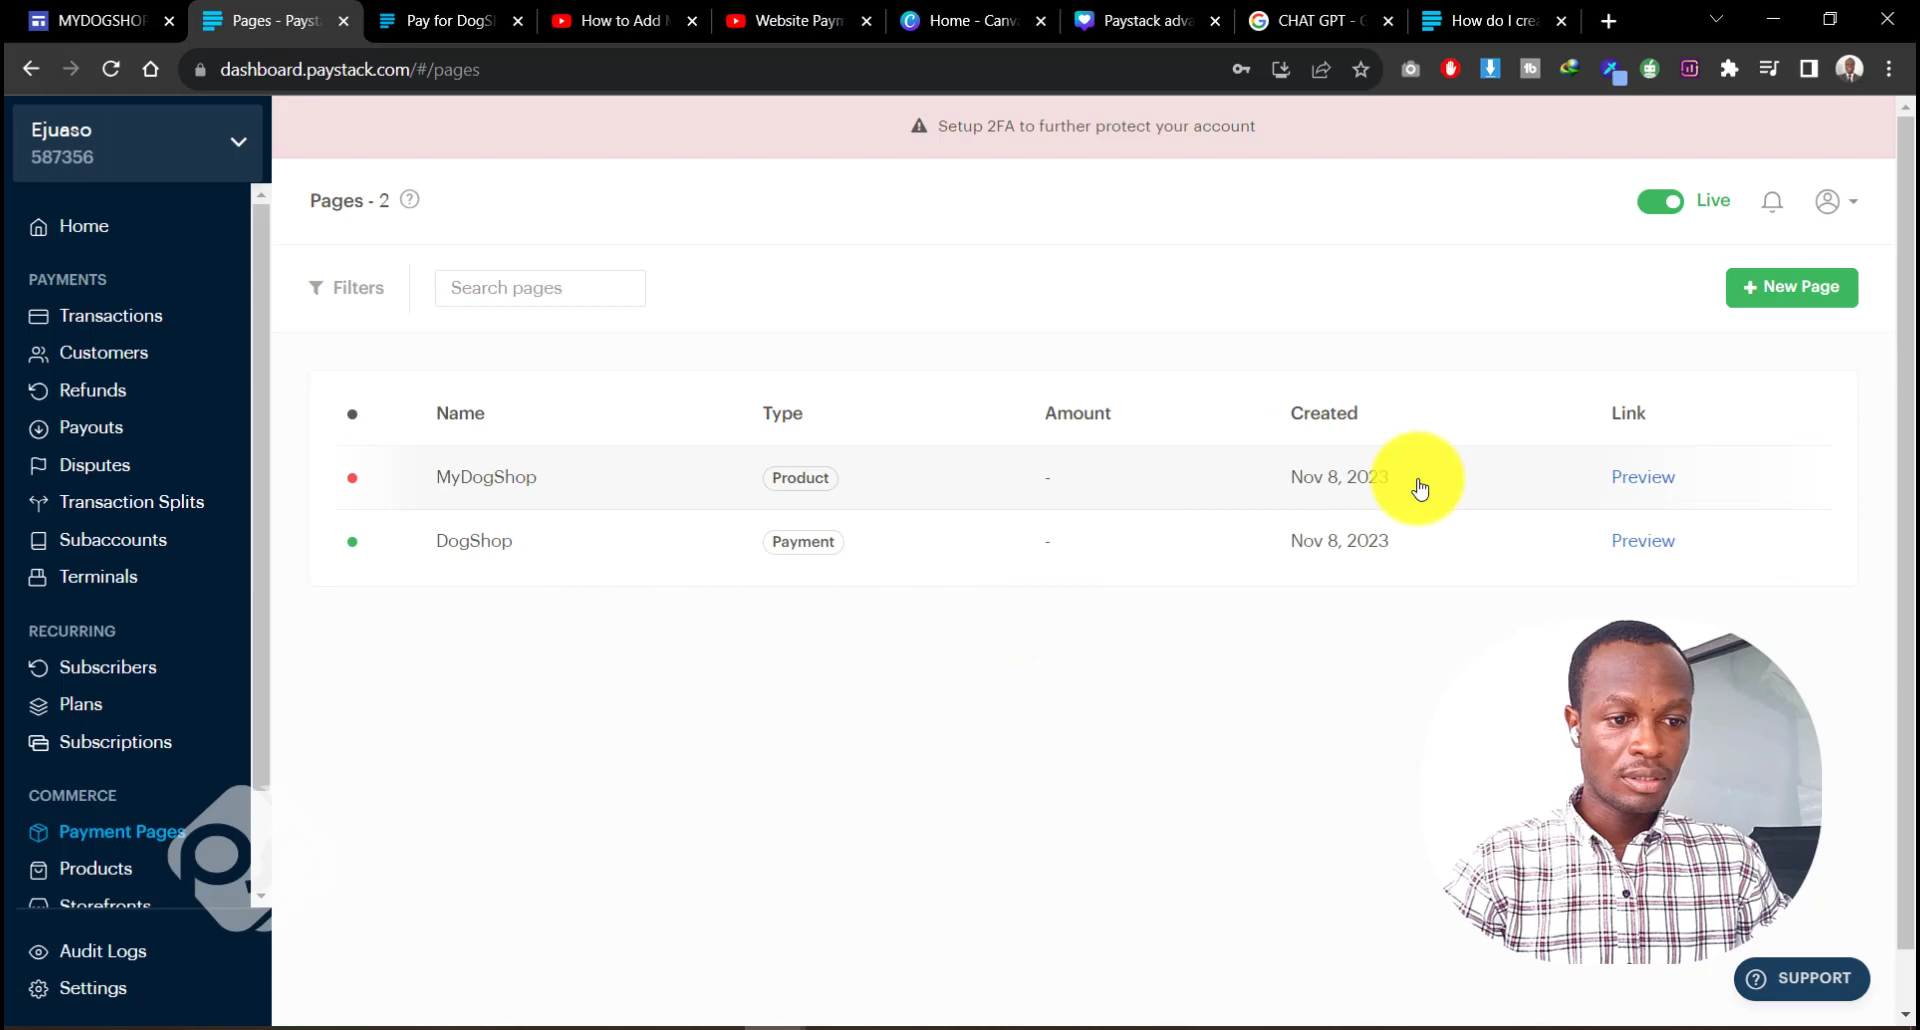 MYDOGSHOP
Pages - Payst
Pay for DogS
How to Add
Website Paym
Home - Canv
Paystack adva
CHAT GPT - G
How do I crea
dashboard.paystack.com/#/pages
Ejuaso
587356
Setup 2FA to further protect your account
Pages - 2
Live
Home
PAYMENTS
Filters
Search pages
+ New Page
Transactions
Customers
Refunds
Payouts
Disputes
Transaction Splits
Subaccounts
Terminals
Name Type Amount Created Link
MyDogShop Product - Nov 8, 2023 Preview
DogShop Payment - Nov 8, 2023 Preview
RECURRING
Subscribers
Plans
Subscriptions
COMMERCE
Payment Pages
Products
Storefronts
Audit Logs
Settings
SUPPORT